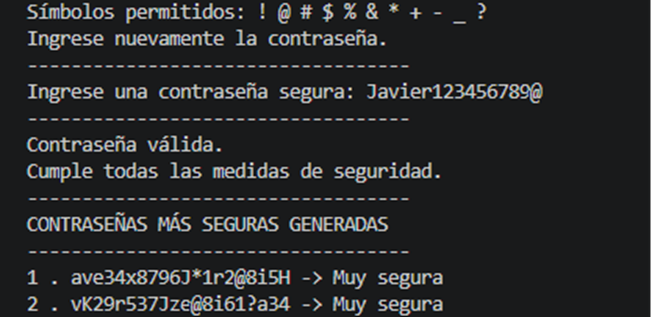 Símbolos permitidos: ! @ # $ % & * + - _ ?
Ingrese nuevamente la contraseña.
-----------------------------------
Ingrese una contraseña segura: Javier123456789@
-----------------------------------
Contraseña válida.
Cumple todas las medidas de seguridad.
-----------------------------------
CONTRASEÑAS MÁS SEGURAS GENERADAS
-----------------------------------
1 . ave34x8796J*1r2@8i5H -> Muy segura
2 . vK29r537Jze@8i61?a34 -> Muy segura